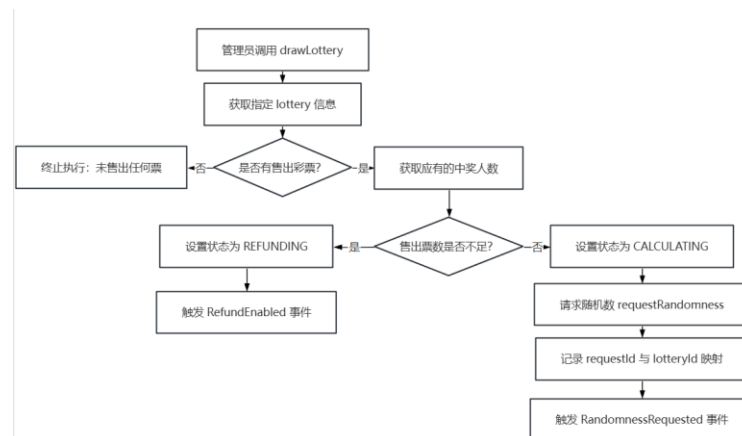 管理员调用 drawLottery
获取指定 lottery 信息
终止执行：未售出任何票
否
是否有售出彩票？
是
获取应有的中奖人数
设置状态为 REFUNDING
是
售出票数是否不足？
否
设置状态为 CALCULATING
触发 RefundEnabled 事件
请求随机数 requestRandomness
记录 requestId 与 lotteryId 映射
触发 RandomnessRequested 事件